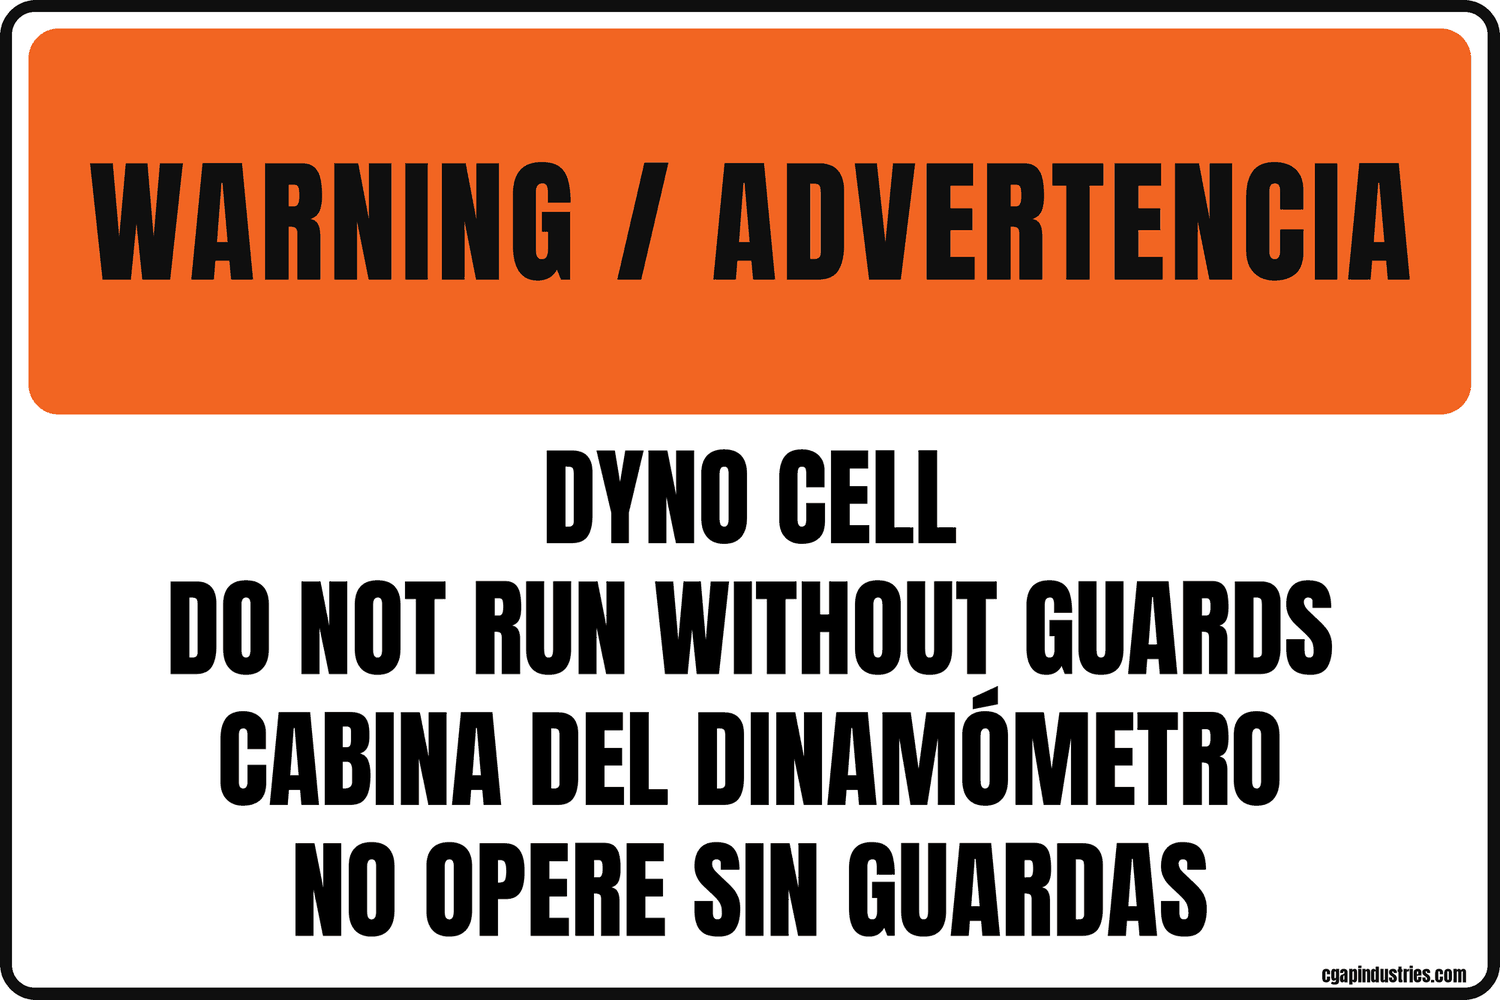 WARNING / ADVERTENCIA
DYNO CELL
DO NOT RUN WITHOUT GUARDS
CABINA DEL DINAMÓMETRO
NO OPERE SIN GUARDAS
cgapindustries.com